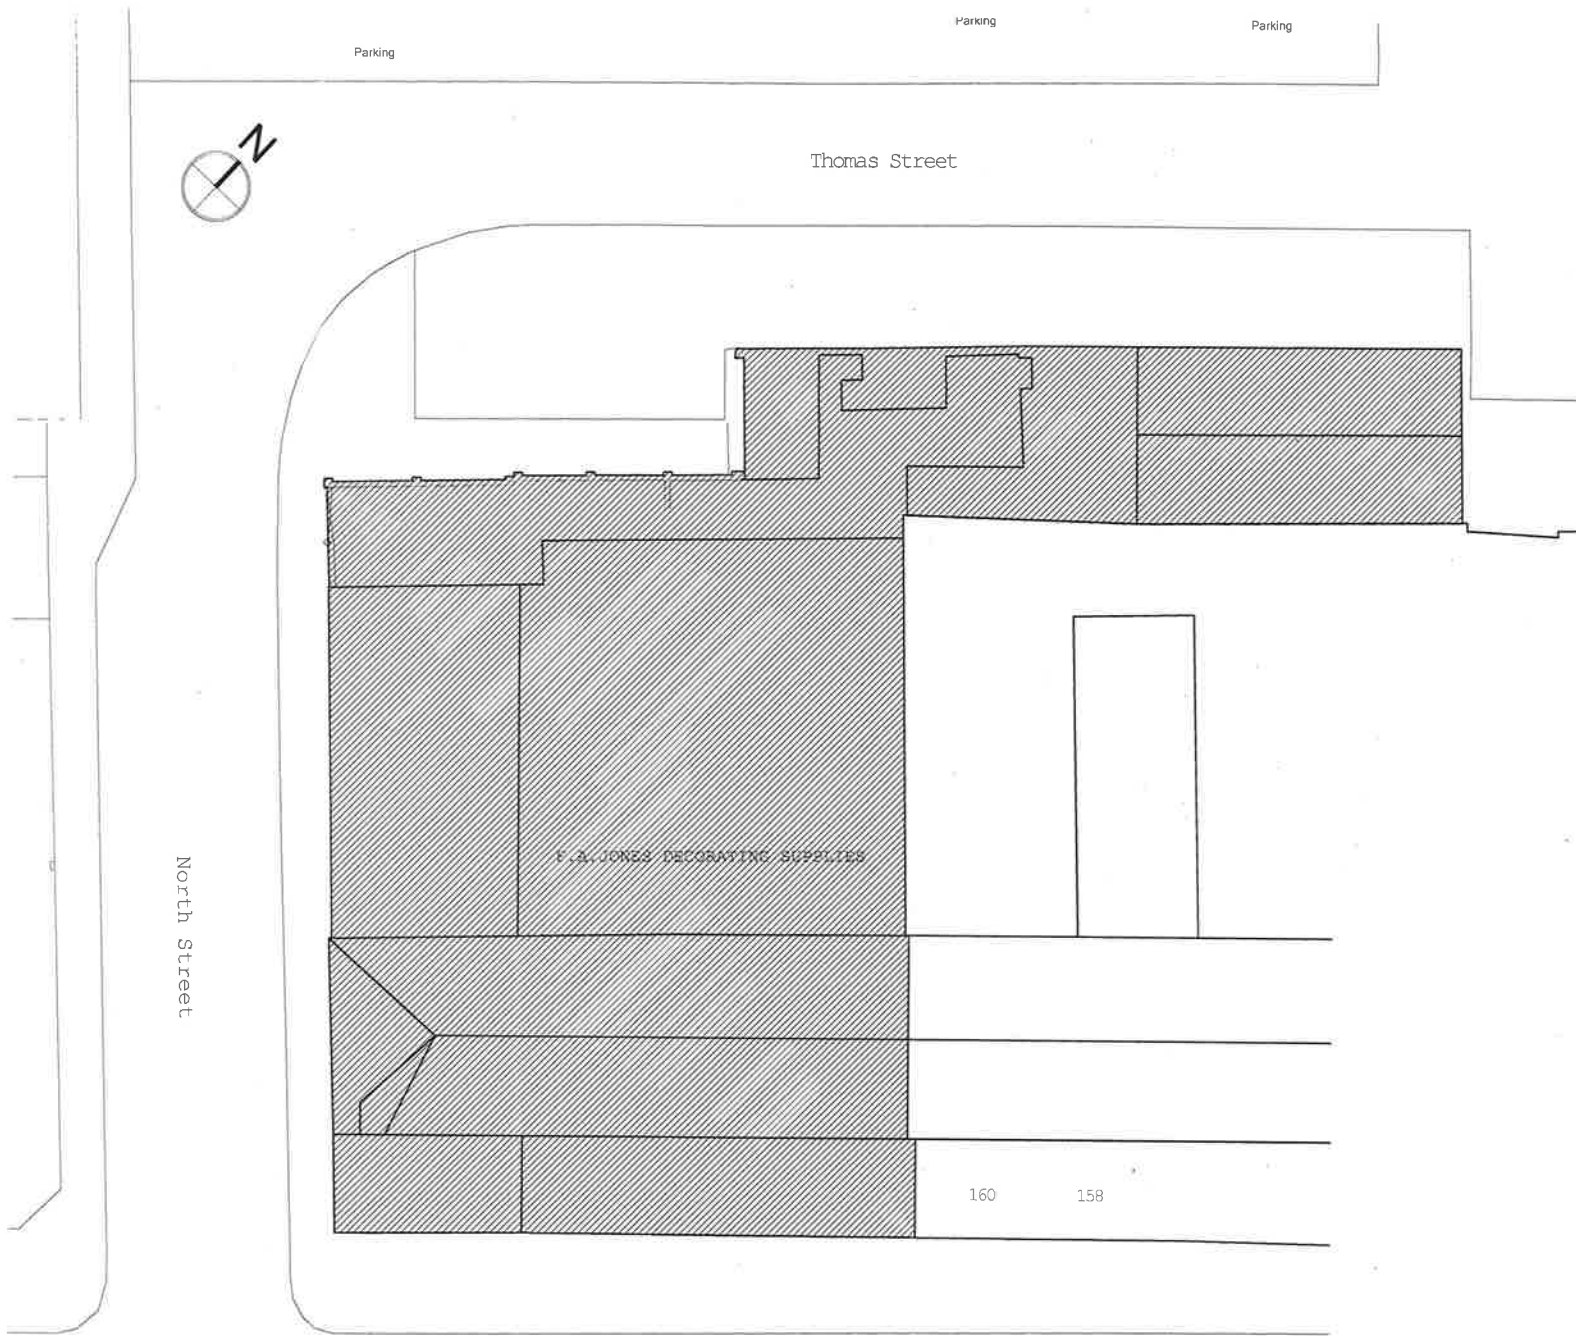 Parking
Parking
Parking
N
Thomas Street
F.A.JONES DECORATING SUPPLIES
North Street
160
158